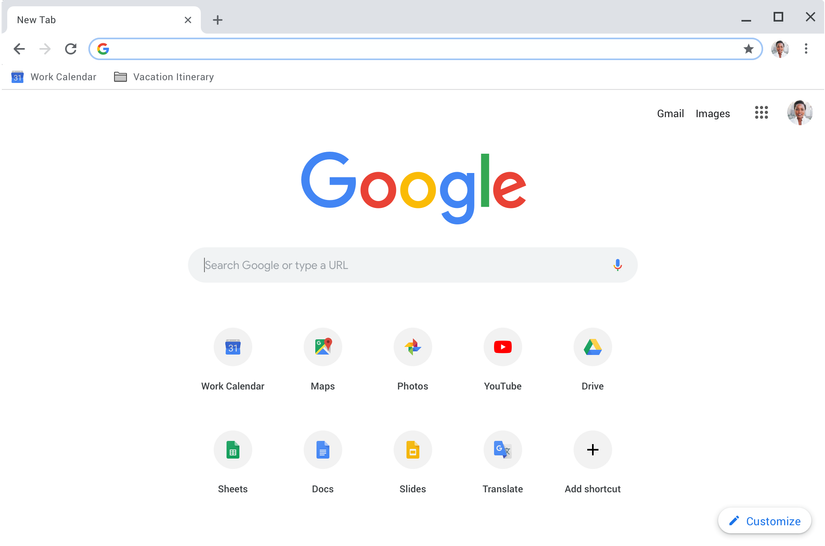 New Tab
31 Work Calendar Vacation Itinerary
Gmail Images
Google
Search Google or type a URL
31
Work Calendar Maps Photos YouTube Drive
Sheets Docs Slides Translate Add shortcut
Customize